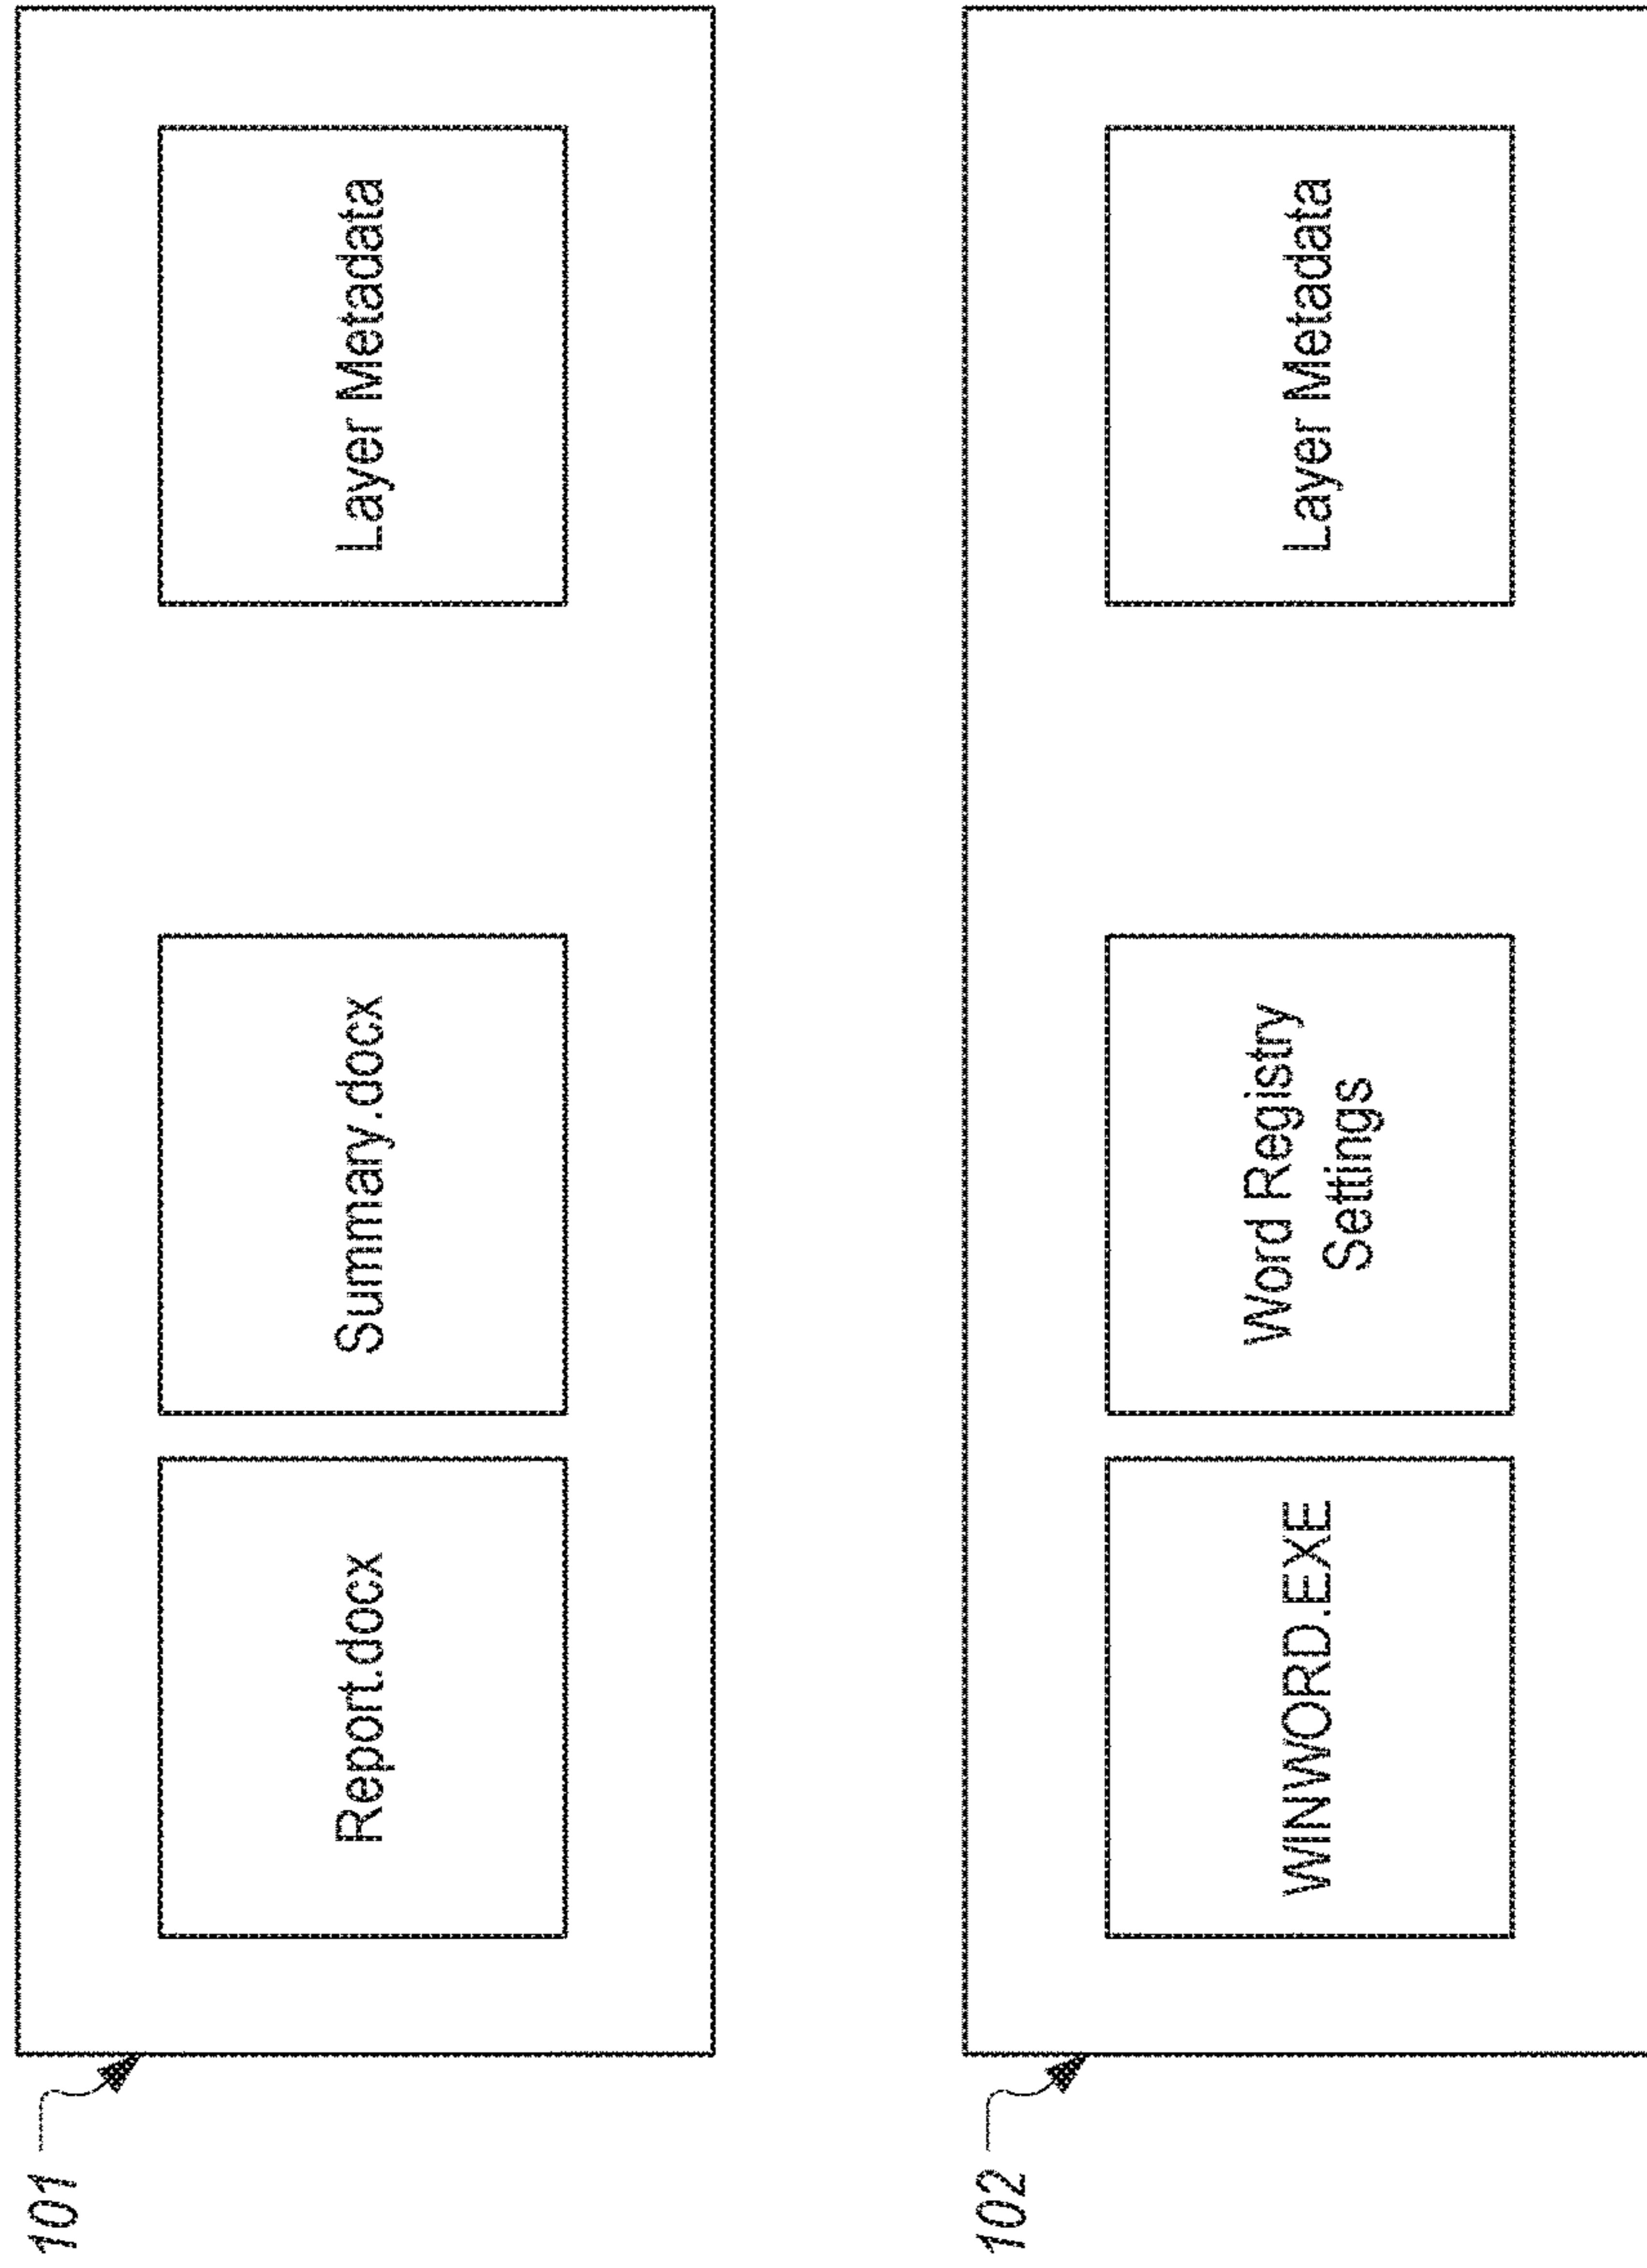 101
Report.docx
Summary.docx
Layer Metadata
102
WINWORD.EXE
Word Registry
Settings
Layer Metadata